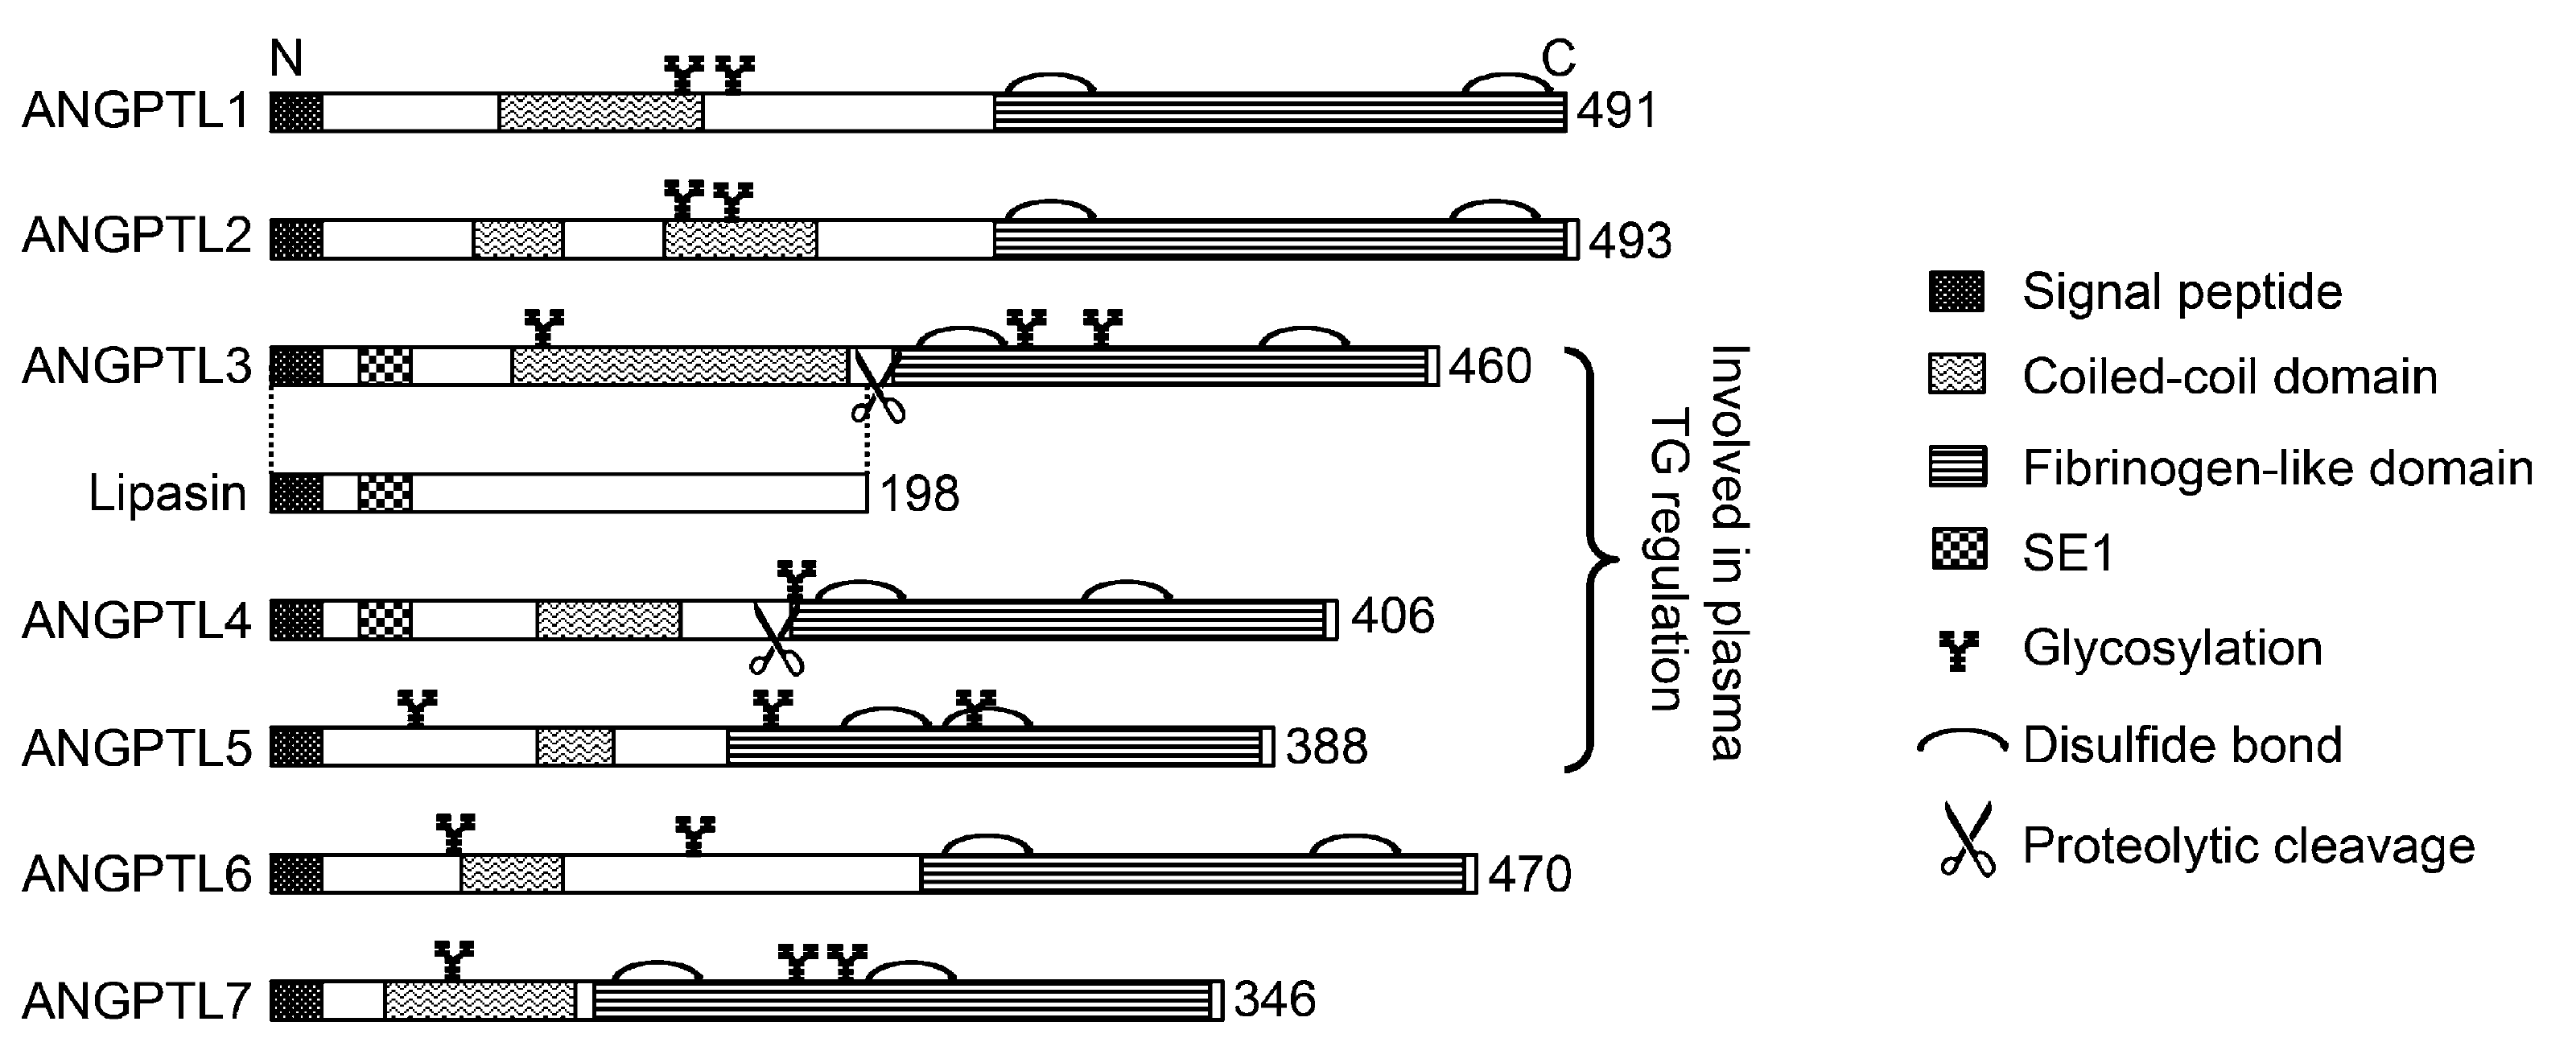 N
C
ANGPTL1
491
ANGPTL2
493
ANGPTL3
460
Lipasin
198
ANGPTL4
406
ANGPTL5
388
ANGPTL6
470
ANGPTL7
346
Involved in plasma
TG regulation
Signal peptide
Coiled-coil domain
Fibrinogen-like domain
SE1
Glycosylation
Disulfide bond
Proteolytic cleavage